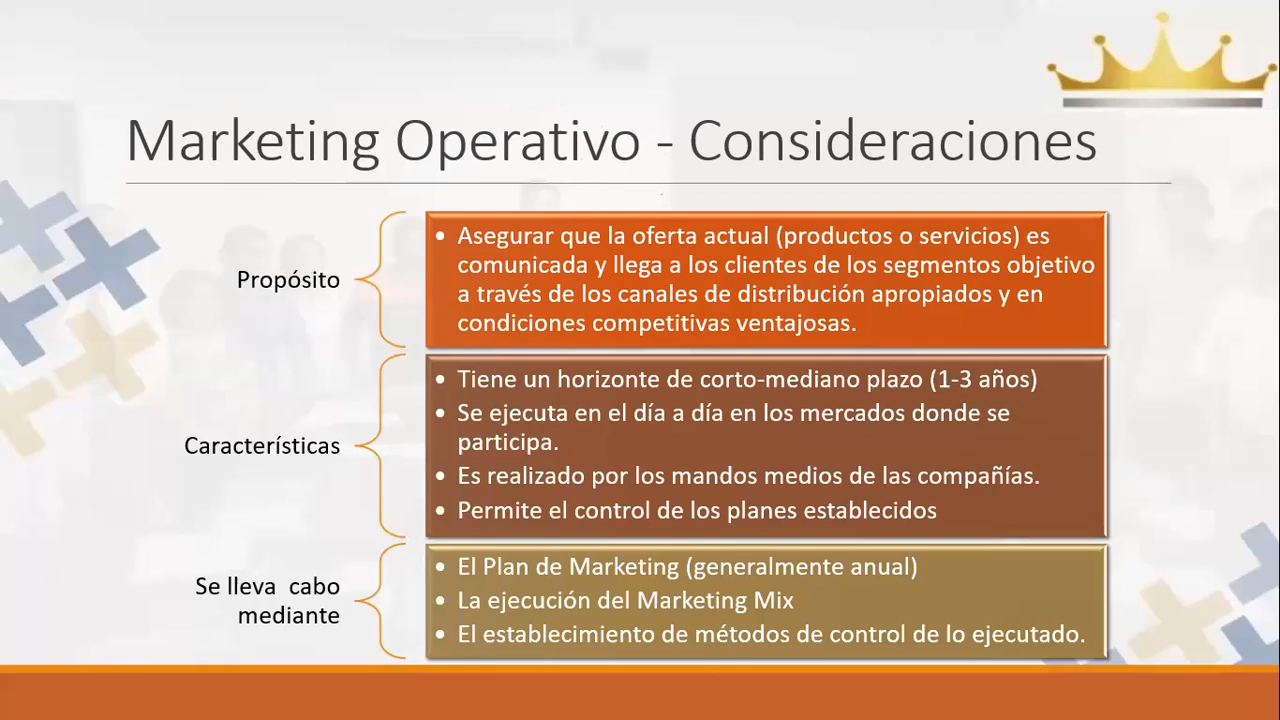 Marketing Operativo - Consideraciones
Propósito
• Asegurar que la oferta actual (productos o servicios) es
comunicada y llega a los clientes de los segmentos objetivo
a través de los canales de distribución apropiados y en
condiciones competitivas ventajosas.
Características
• Tiene un horizonte de corto-mediano plazo (1-3 años)
• Se ejecuta en el día a día en los mercados donde se
participa.
• Es realizado por los mandos medios de las compañías.
• Permite el control de los planes establecidos
Se lleva cabo
mediante
• El Plan de Marketing (generalmente anual)
• La ejecución del Marketing Mix
• El establecimiento de métodos de control de lo ejecutado.